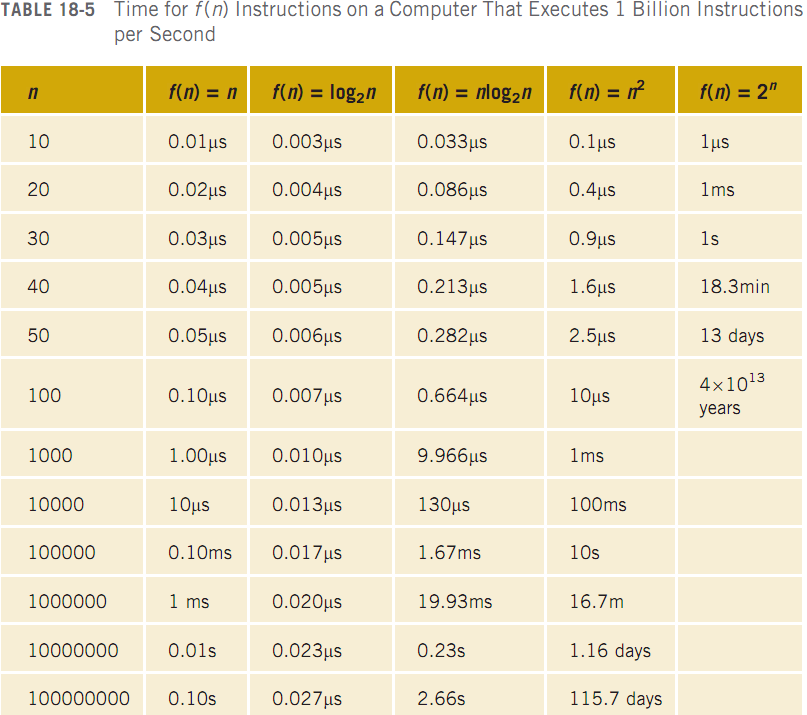 TABLE 18-5 Time for f(n) Instructions on a Computer That Executes 1 Billion Instructions
per Second
n f(n) = n f(n) = log₂n f(n) = nlog₂n f(n) = n² f(n) = 2ⁿ
10 0.01μs 0.003μs 0.033μs 0.1μs 1μs
20 0.02μs 0.004μs 0.086μs 0.4μs 1ms
30 0.03μs 0.005μs 0.147μs 0.9μs 1s
40 0.04μs 0.005μs 0.213μs 1.6μs 18.3min
50 0.05μs 0.006μs 0.282μs 2.5μs 13 days
100 0.10μs 0.007μs 0.664μs 10μs 4×10¹³
years
1000 1.00μs 0.010μs 9.966μs 1ms
10000 10μs 0.013μs 130μs 100ms
100000 0.10ms 0.017μs 1.67ms 10s
1000000 1 ms 0.020μs 19.93ms 16.7m
10000000 0.01s 0.023μs 0.23s 1.16 days
100000000 0.10s 0.027μs 2.66s 115.7 days